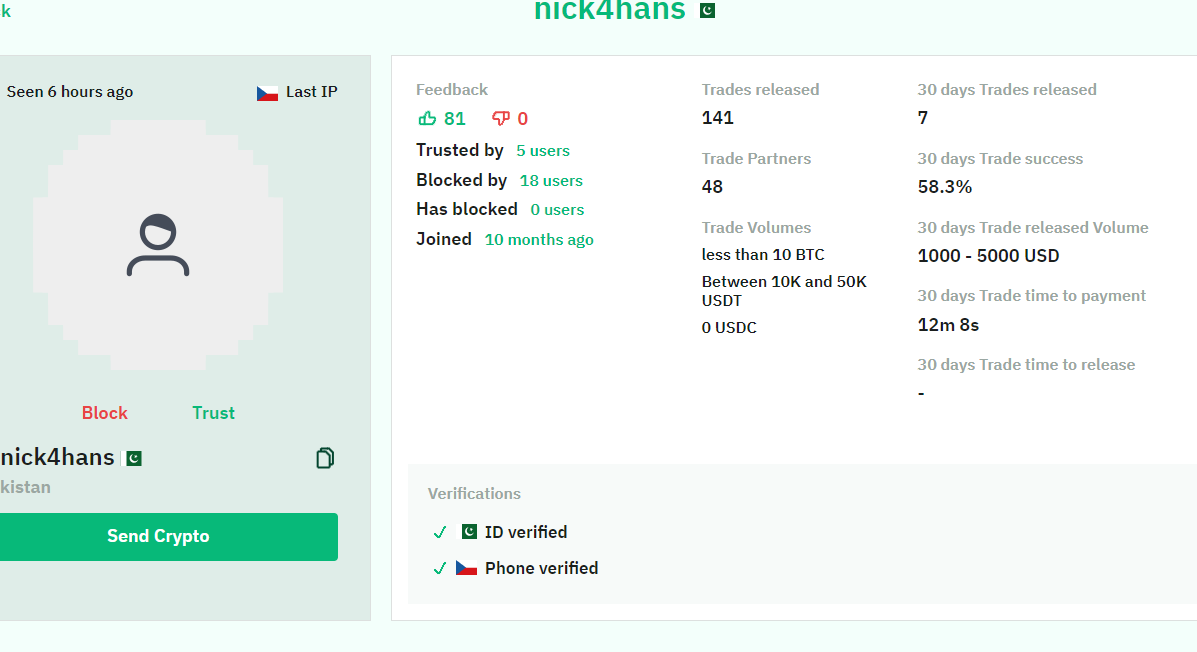 k
nick4hans
Seen 6 hours ago
Last IP
Block
Trust
nick4hans
kistan
Send Crypto
Feedback
81 0
Trusted by 5 users
Blocked by 18 users
Has blocked 0 users
Joined 10 months ago
Trades released
141
Trade Partners
48
Trade Volumes
less than 10 BTC
Between 10K and 50K
USDT
0 USDC
30 days Trades released
7
30 days Trade success
58.3%
30 days Trade released Volume
1000 - 5000 USD
30 days Trade time to payment
12m 8s
30 days Trade time to release
-
Verifications
ID verified
Phone verified